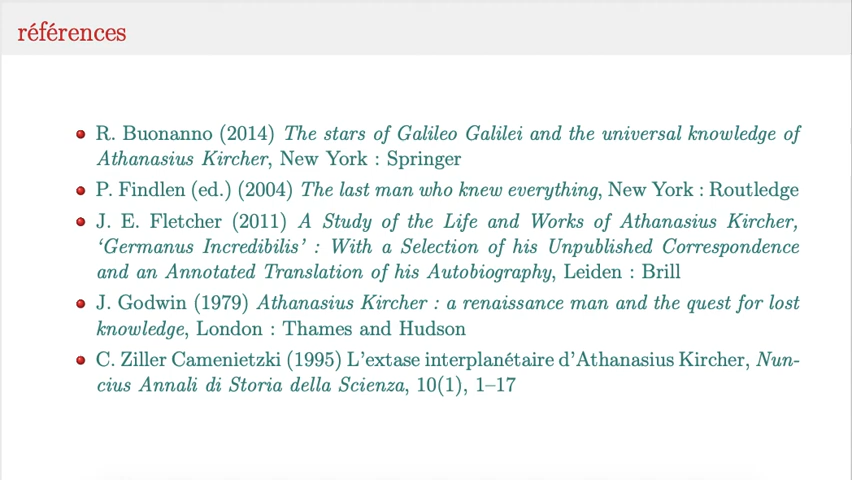 références
R. Buonanno (2014) The stars of Galileo Galilei and the universal knowledge of
Athanasius Kircher, New York : Springer
P. Findlen (ed.) (2004) The last man who knew everything, New York : Routledge
J. E. Fletcher (2011) A Study of the Life and Works of Athanasius Kircher,
‘Germanus Incredibilis’ : With a Selection of his Unpublished Correspondence
and an Annotated Translation of his Autobiography, Leiden : Brill
J. Godwin (1979) Athanasius Kircher : a renaissance man and the quest for lost
knowledge, London : Thames and Hudson
C. Ziller Camenietzki (1995) L’extase interplanétaire d’Athanasius Kircher, Nun-
cius Annali di Storia della Scienza, 10(1), 1–17